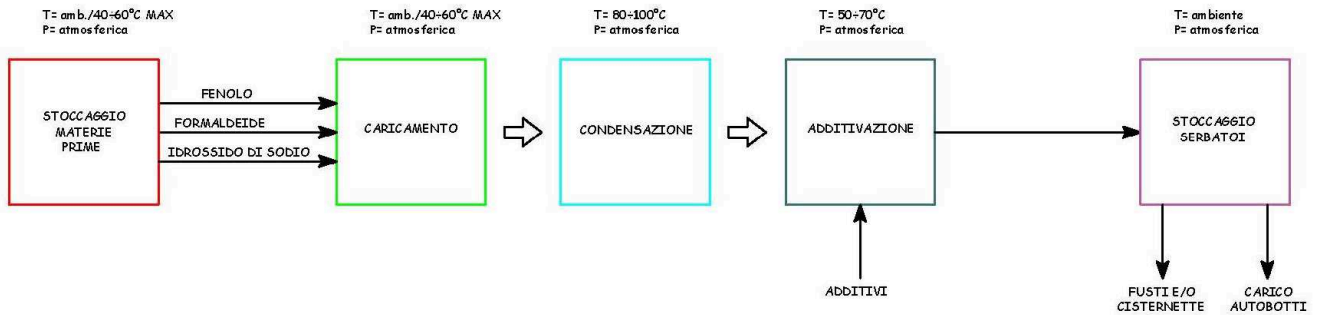 T= amb./40÷60°C MAX
P= atmosferica
T= amb./40÷60°C MAX
P= atmosferica
T= 80÷100°C
P= atmosferica
T= 50÷70°C
P= atmosferica
T= ambiente
P= atmosferica
STOCCAGGIO
MATERIE
PRIME
FENOLO
FORMALDEIDE
IDROSSIDO DI SODIO
CARICAMENTO
CONDENSAZIONE
ADDITIVAZIONE
STOCCAGGIO
SERBATOI
ADDITIVI
FUSTI E/O
CISTERNETTE
CARICO
AUTOBOTTI